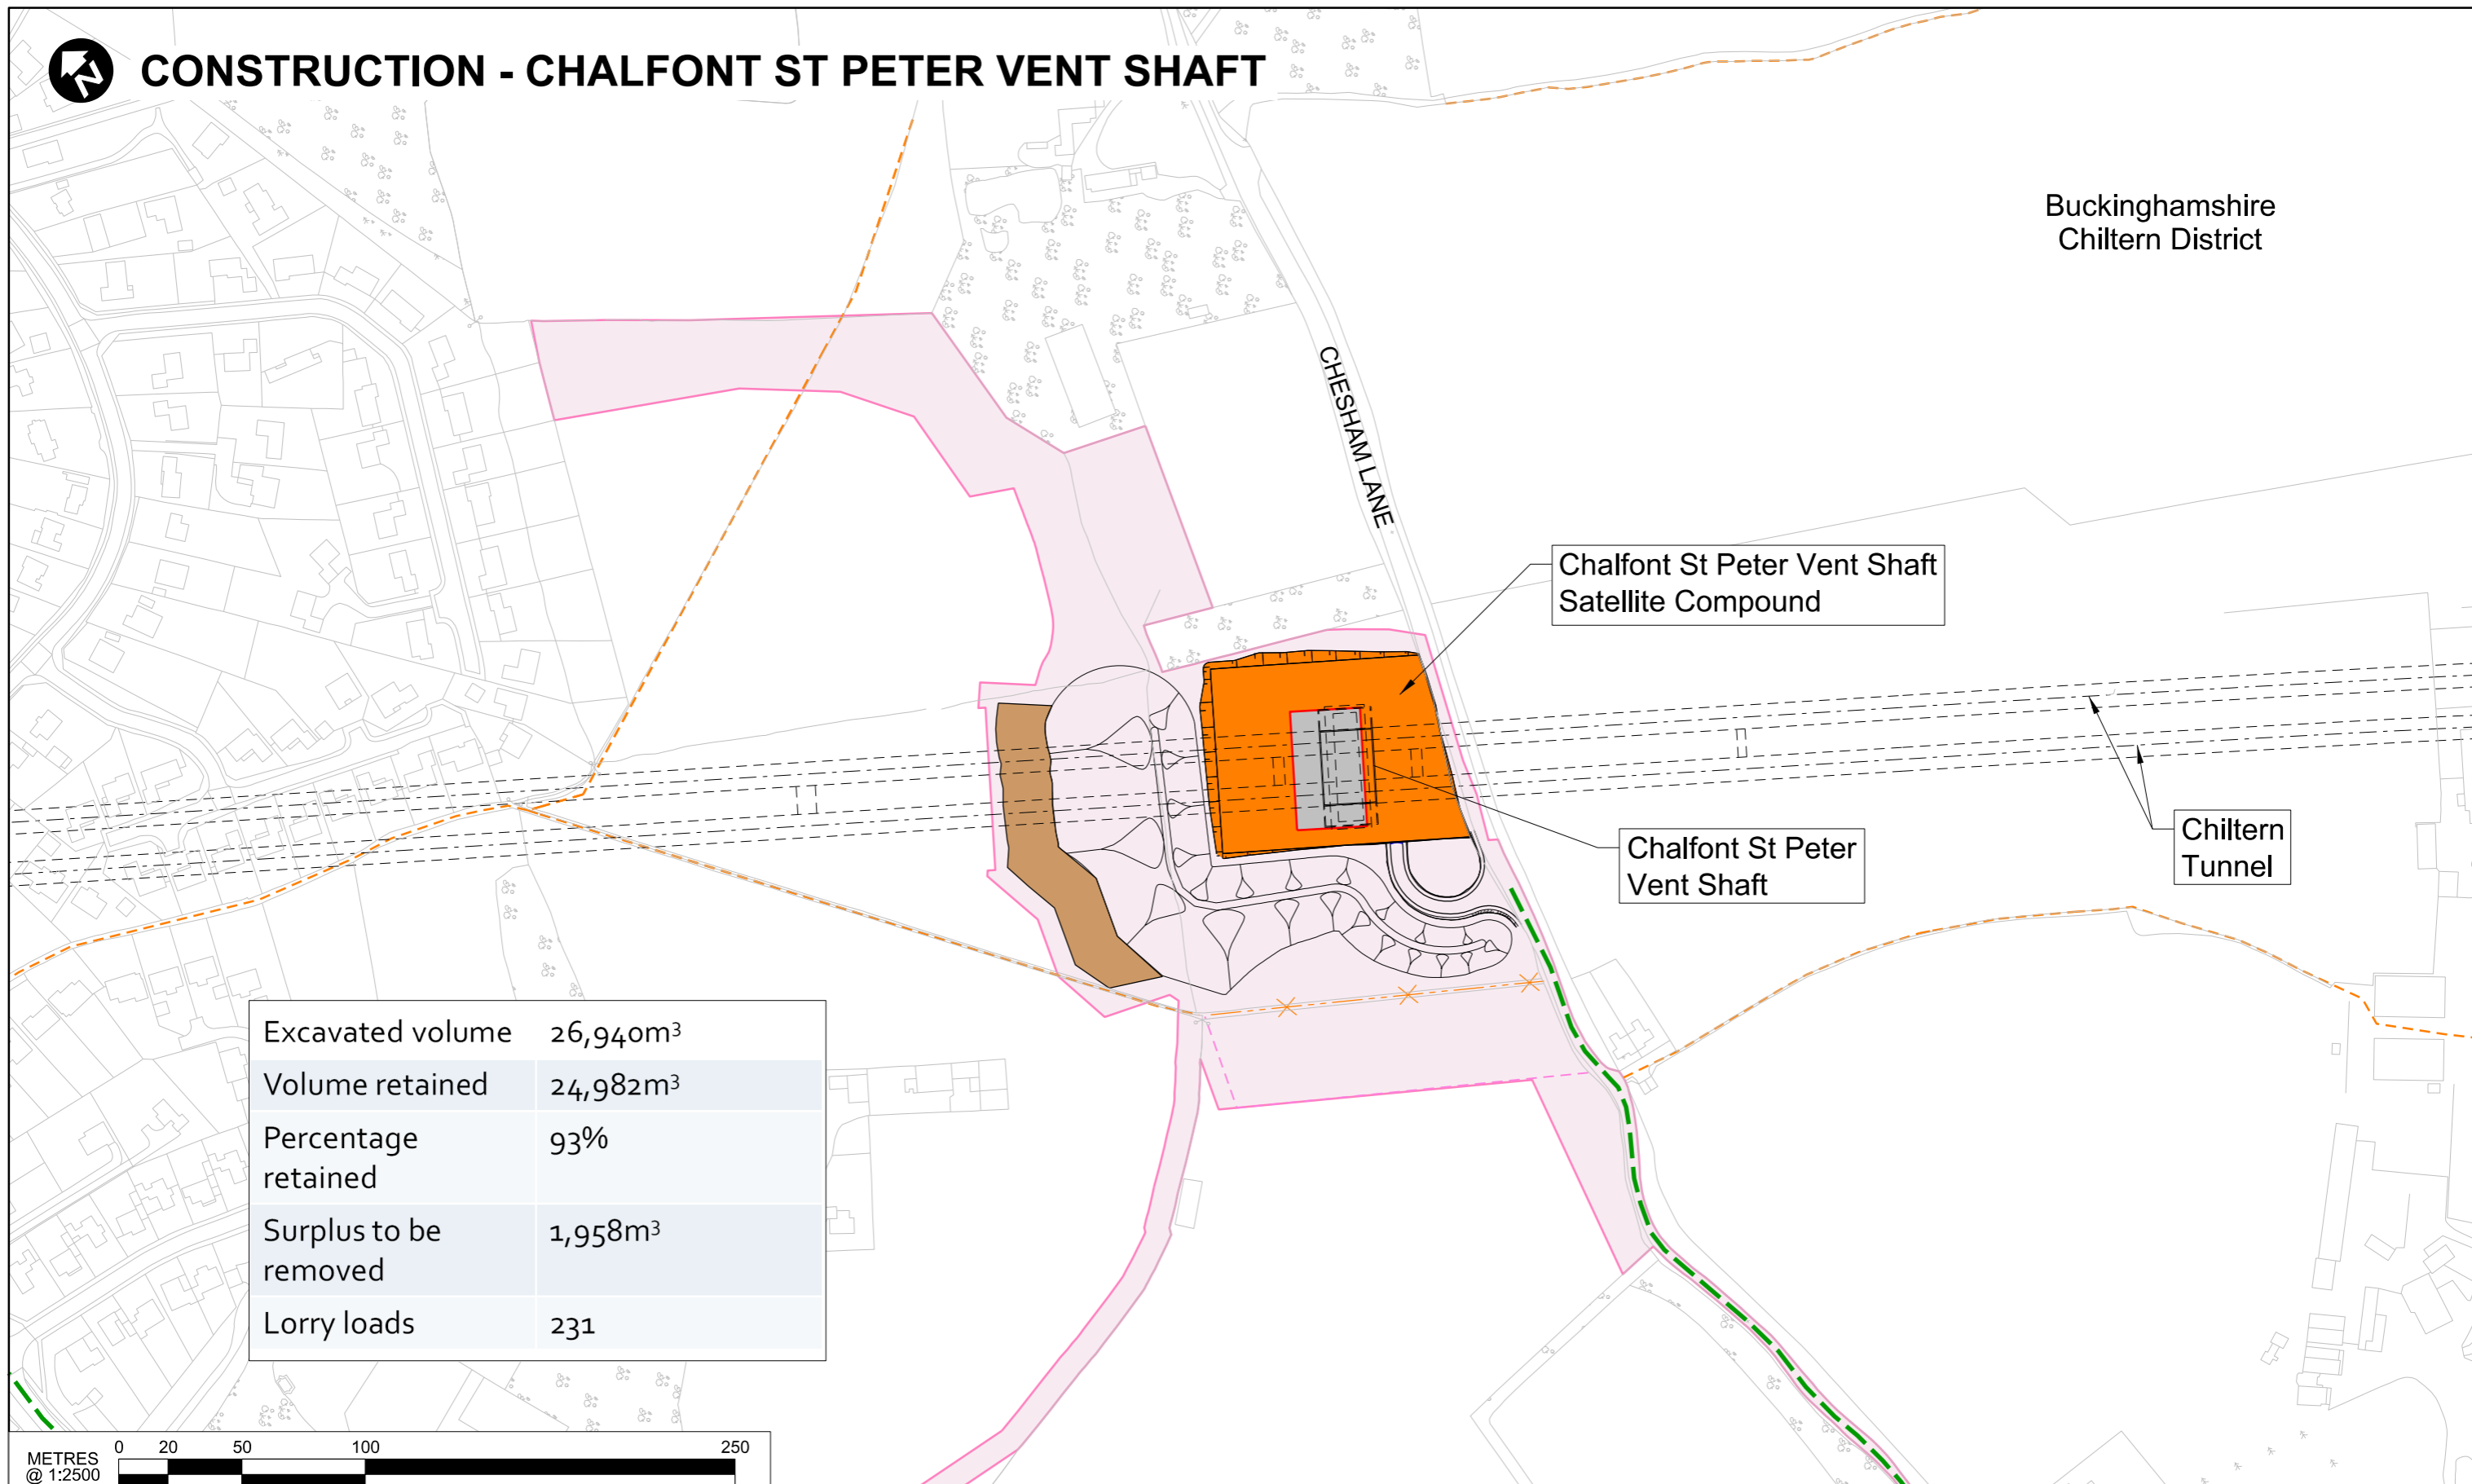 N
CONSTRUCTION - CHALFONT ST PETER VENT SHAFT
Buckinghamshire
Chiltern District
CHESHAM LANE
Chalfont St Peter Vent Shaft
Satellite Compound
Chalfont St Peter
Vent Shaft
Chiltern
Tunnel
Excavated volume 26,940m³
Volume retained 24,982m³
Percentage 93%
retained
Surplus to be 1,958m³
removed
Lorry loads 231
METRES 0 20 50 100 250
@ 1:2500